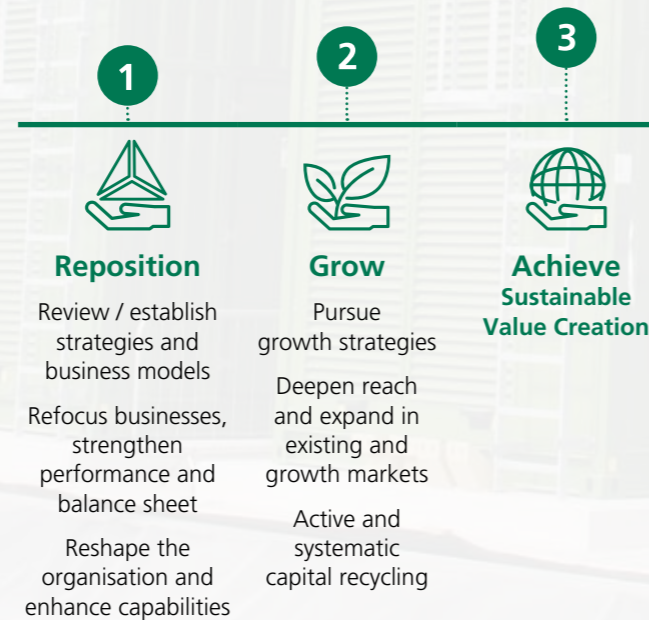 1
Reposition
Review / establish
strategies and
business models
Refocus businesses,
strengthen
performance and
balance sheet
Reshape the
organisation and
enhance capabilities
2
Grow
Pursue
growth strategies
Deepen reach
and expand in
existing and
growth markets
Active and
systematic
capital recycling
3
Achieve
Sustainable
Value Creation